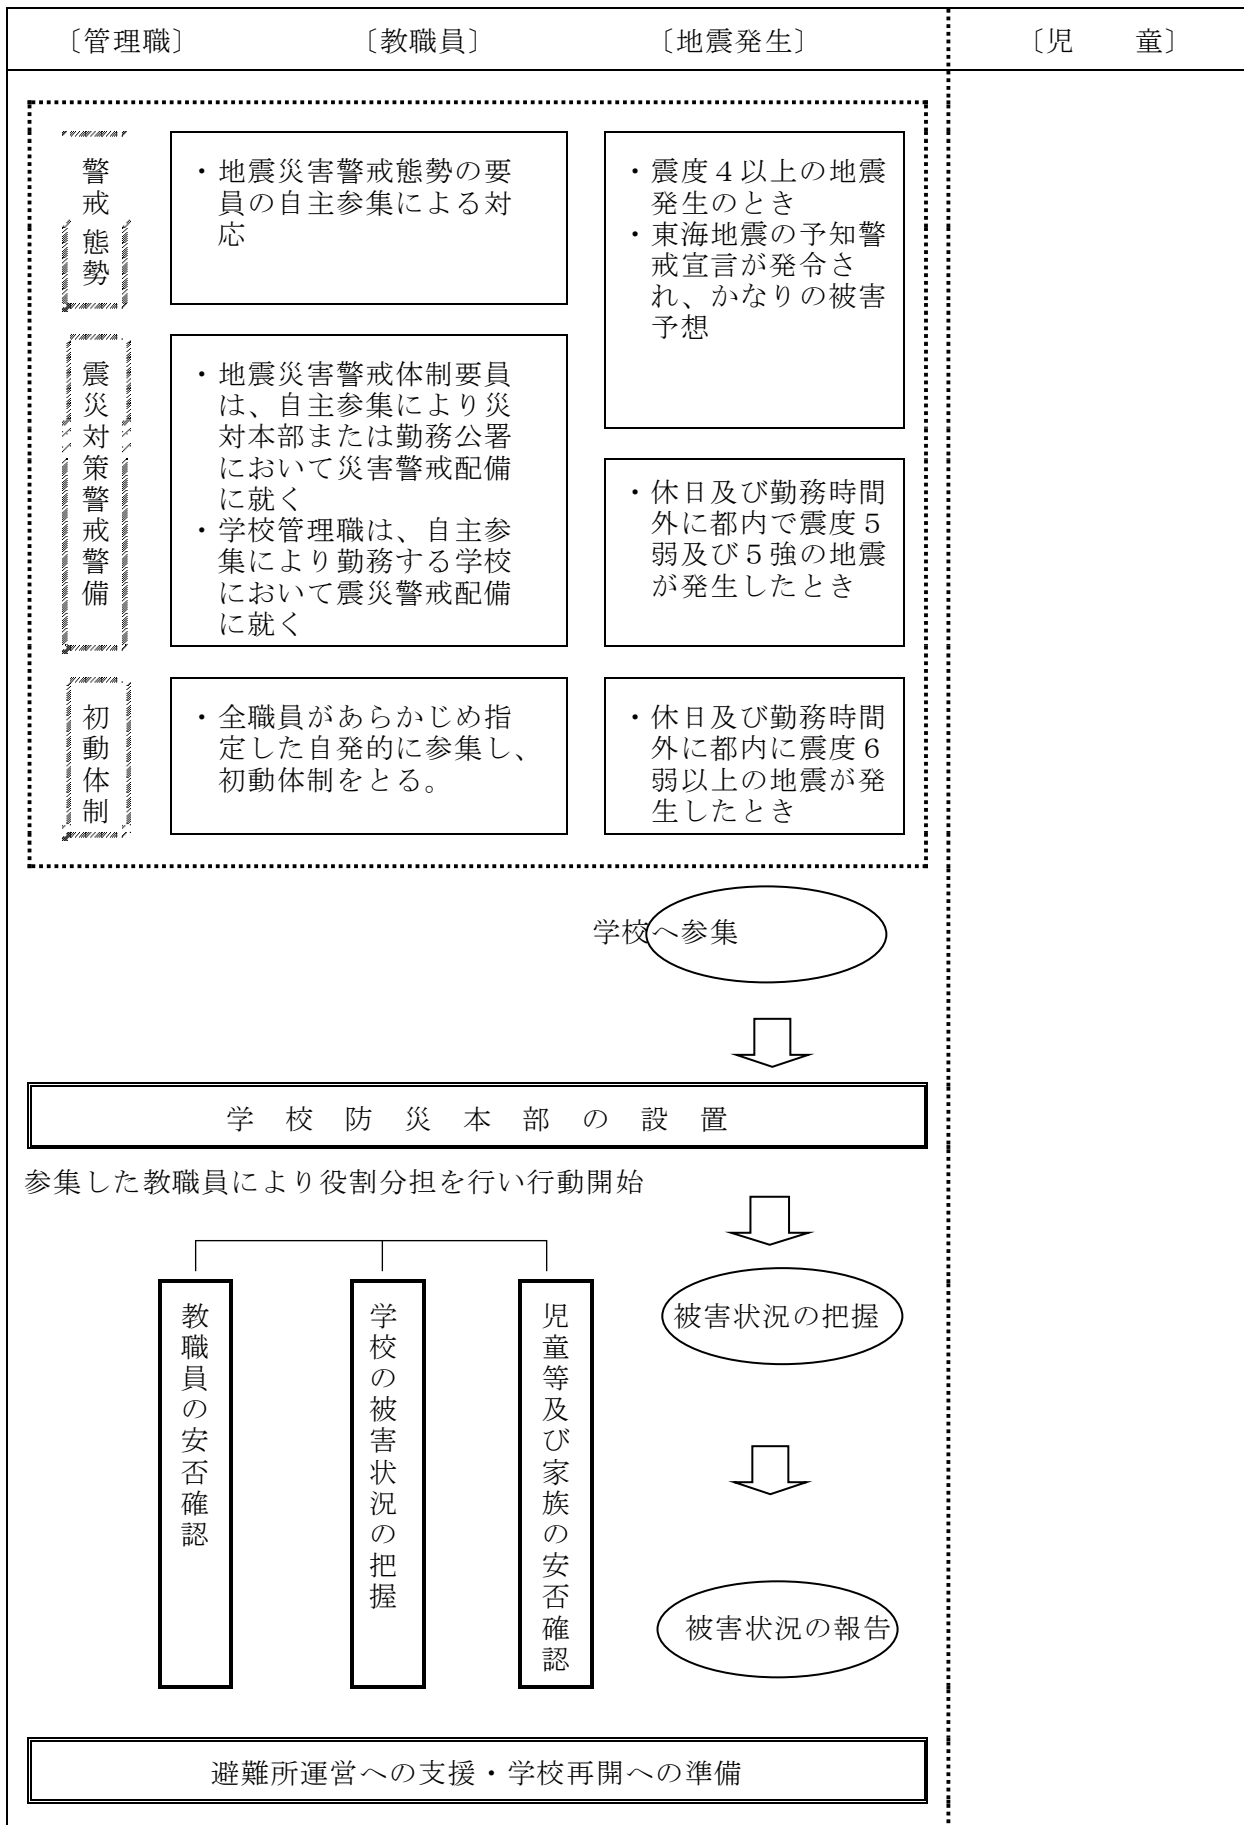 〔管理職〕 〔教職員〕 〔地震発生〕 〔児　童〕
警戒態勢
・地震災害警戒態勢の要
員の自主参集による対
応
・震度４以上の地震
発生のとき
・東海地震の予知警
戒宣言が発令さ
れ、かなりの被害
予想
震災対策警戒警備
・地震災害警戒体制要員
は、自主参集により災
対本部または勤務公署
において災害警戒配備
に就く
・学校管理職は、自主参
集により勤務する学校
において震災警戒配備
に就く
・休日及び勤務時間
外に都内で震度５
弱及び５強の地震
が発生したとき
初動体制
・全職員があらかじめ指
定した自発的に参集し、
初動体制をとる。
・休日及び勤務時間
外に都内に震度６
弱以上の地震が発
生したとき
学校へ参集
学校防災本部の設置
参集した教職員により役割分担を行い行動開始
教職員の安否確認
学校の被害状況の把握
児童等及び家族の安否確認
被害状況の把握
被害状況の報告
避難所運営への支援・学校再開への準備